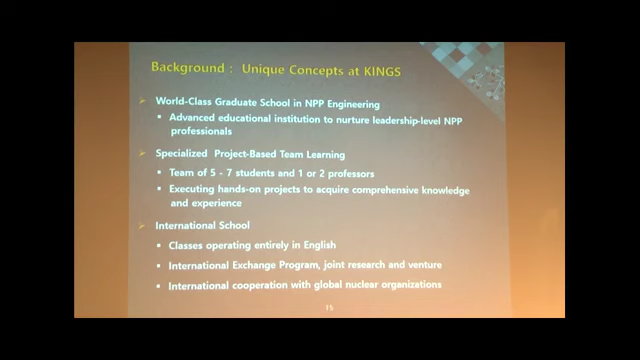 Background : Unique Concepts at KINGS
World-Class Graduate School in NPP Engineering
Advanced educational institution to nurture leadership-level NPP
professionals
Specialized Project-Based Team Learning
Team of 5 - 7 students and 1 or 2 professors
Executing hands-on projects to acquire comprehensive knowledge
and experience
International School
Classes operating entirely in English
International Exchange Program, joint research and venture
International cooperation with global nuclear organizations
15